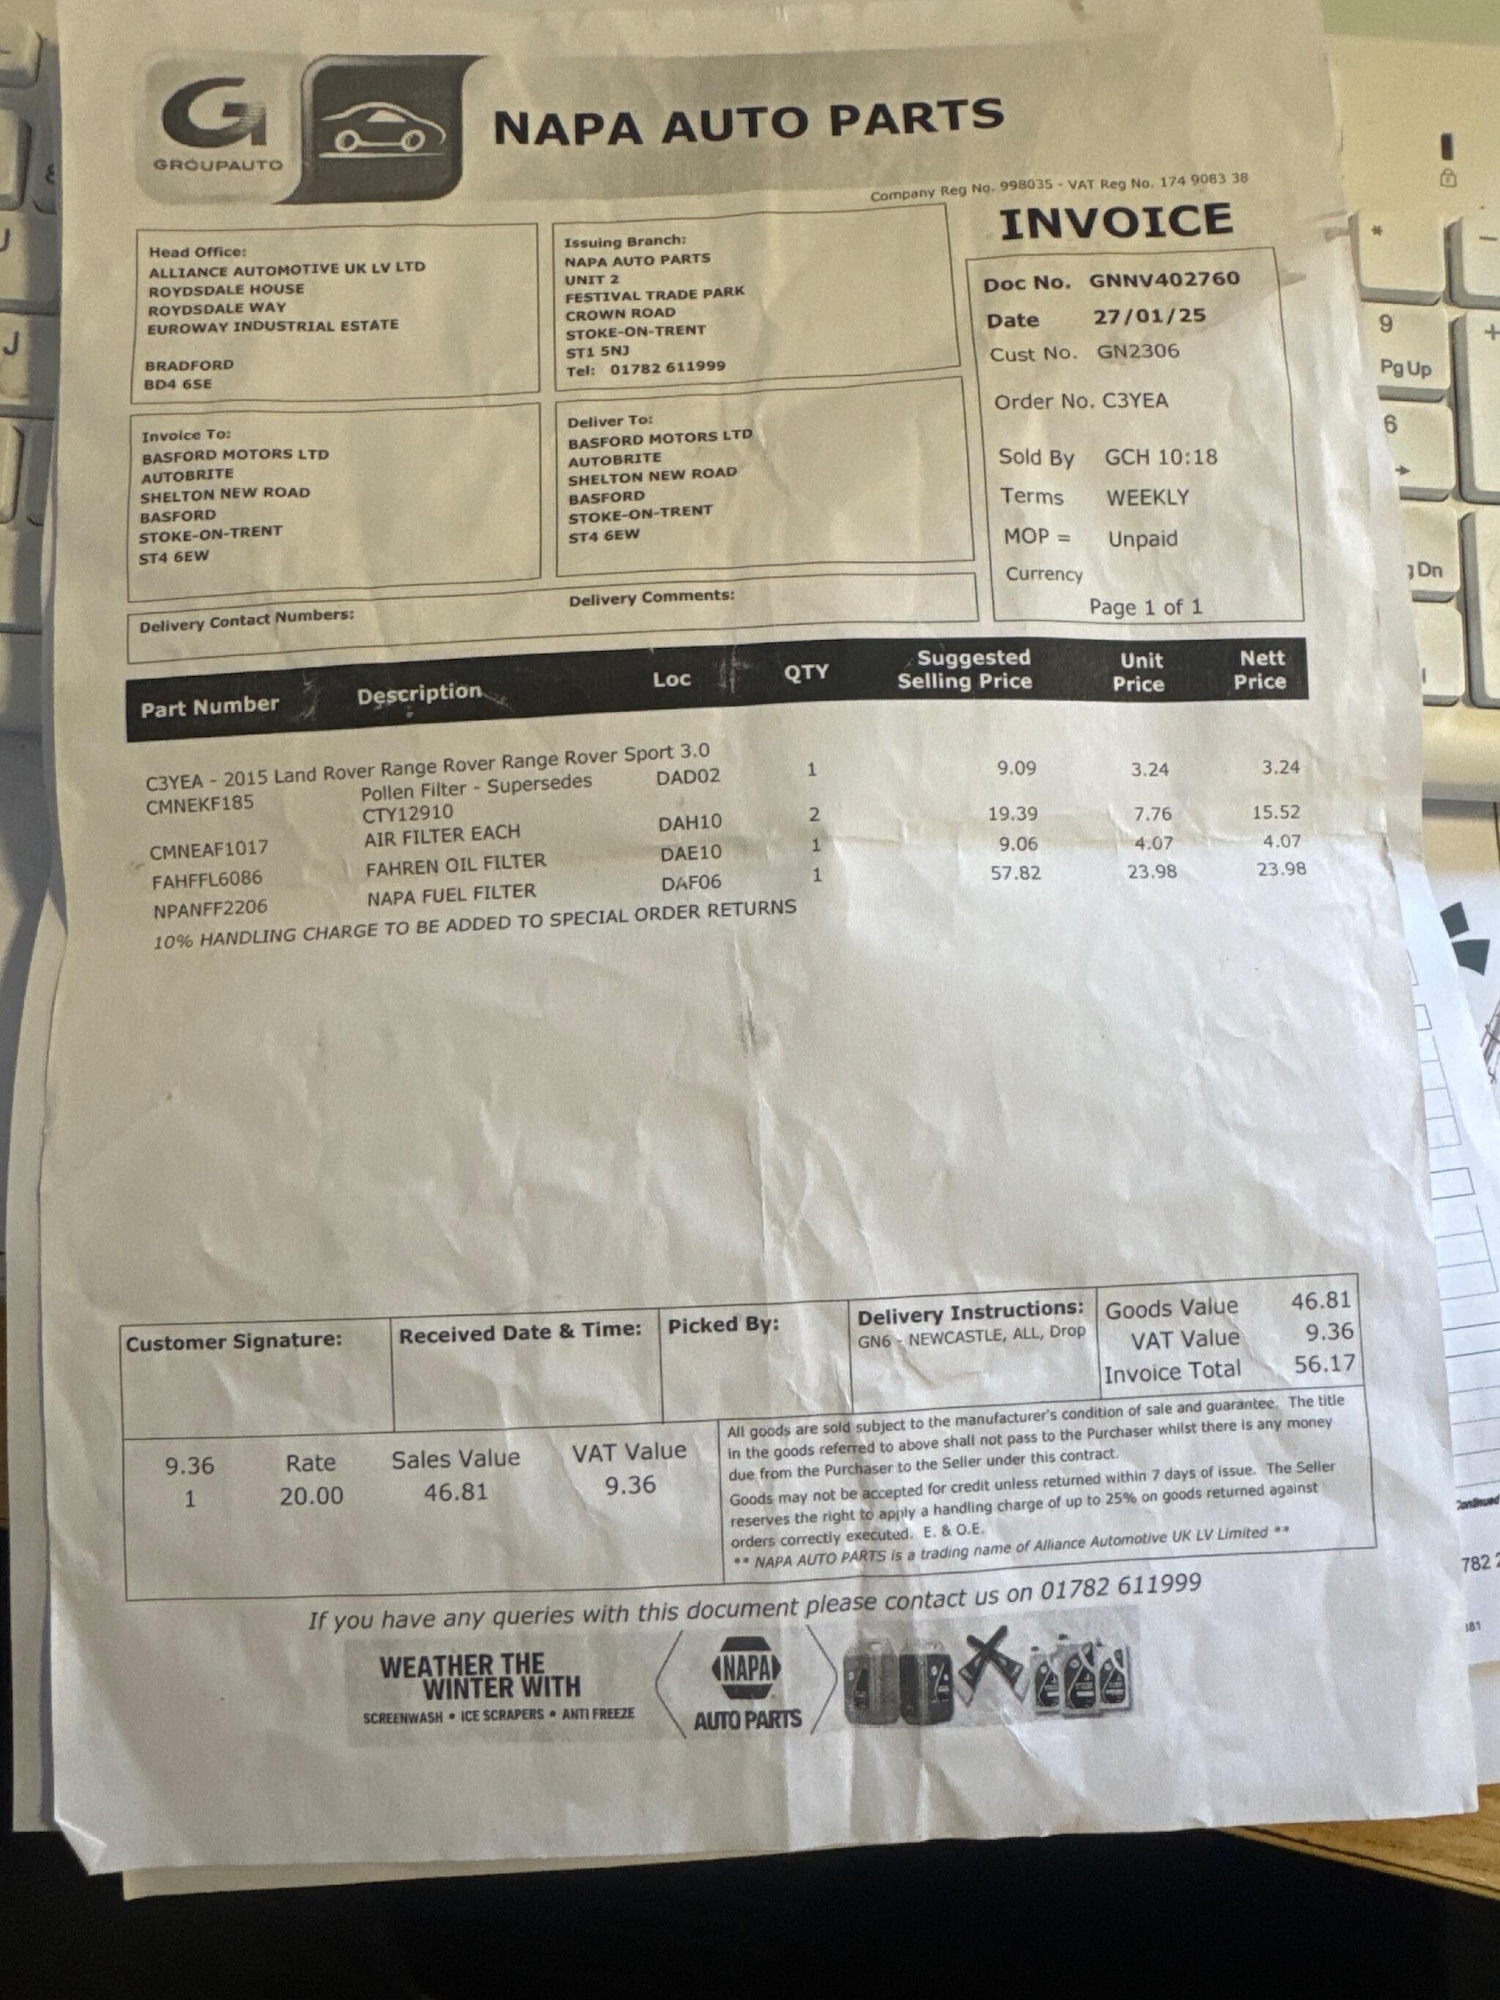 G
GROUPAUTO
NAPA AUTO PARTS
Company Reg No. 998035 - VAT Reg No. 174 9083 38
INVOICE
Head Office:
ALLIANCE AUTOMOTIVE UK LV LTD
ROYDSDALE HOUSE
ROYDSDALE WAY
EUROWAY INDUSTRIAL ESTATE
BRADFORD
BD4 6SE
Issuing Branch:
NAPA AUTO PARTS
UNIT 2
FESTIVAL TRADE PARK
CROWN ROAD
STOKE-ON-TRENT
ST1 5NJ
Tel: 01782 611999
Doc No. GNNV402760
Date 27/01/25
Cust No. GN2306
Order No. C3YEA
Sold By GCH 10:18
Terms WEEKLY
MOP = Unpaid
Currency
Page 1 of 1
Invoice To:
BASFORD MOTORS LTD
AUTOBRITE
SHELTON NEW ROAD
BASFORD
STOKE-ON-TRENT
ST4 6EW
Deliver To:
BASFORD MOTORS LTD
AUTOBRITE
SHELTON NEW ROAD
BASFORD
STOKE-ON-TRENT
ST4 6EW
Delivery Contact Numbers:
Delivery Comments:
Part Number Description Loc QTY Suggested Selling Price Unit Price Nett Price
C3YEA - 2015 Land Rover Range Rover Range Rover Sport 3.0
CMNEKF185 Pollen Filter - Supersedes DAD02 1 9.09 3.24 3.24
CTY12910
CMNEAF1017 AIR FILTER EACH DAH10 2 19.39 7.76 15.52
FAHFFL6086 FAHREN OIL FILTER DAE10 1 9.06 4.07 4.07
NPANFF2206 NAPA FUEL FILTER DAF06 1 57.82 23.98 23.98
10% HANDLING CHARGE TO BE ADDED TO SPECIAL ORDER RETURNS
Customer Signature:
Received Date & Time:
Picked By:
Delivery Instructions:
GN6 - NEWCASTLE, ALL, Drop
Goods Value 46.81
VAT Value 9.36
Invoice Total 56.17
9.36 Rate Sales Value VAT Value
1 20.00 46.81 9.36
All goods are sold subject to the manufacturer's condition of sale and guarantee. The title
in the goods referred to above shall not pass to the Purchaser whilst there is any money
due from the Purchaser to the Seller under this contract.
Goods may not be accepted for credit unless returned within 7 days of issue. The Seller
reserves the right to apply a handling charge of up to 25% on goods returned against
orders correctly executed. E. & O.E.
** NAPA AUTO PARTS is a trading name of Alliance Automotive UK LV Limited **
If you have any queries with this document please contact us on 01782 611999
WEATHER THE
WINTER WITH
SCREENWASH • ICE SCRAPERS • ANTI FREEZE
NAPA
AUTO PARTS
*
-
9
PgUp
+
6
Dn
J
Continued
782 2